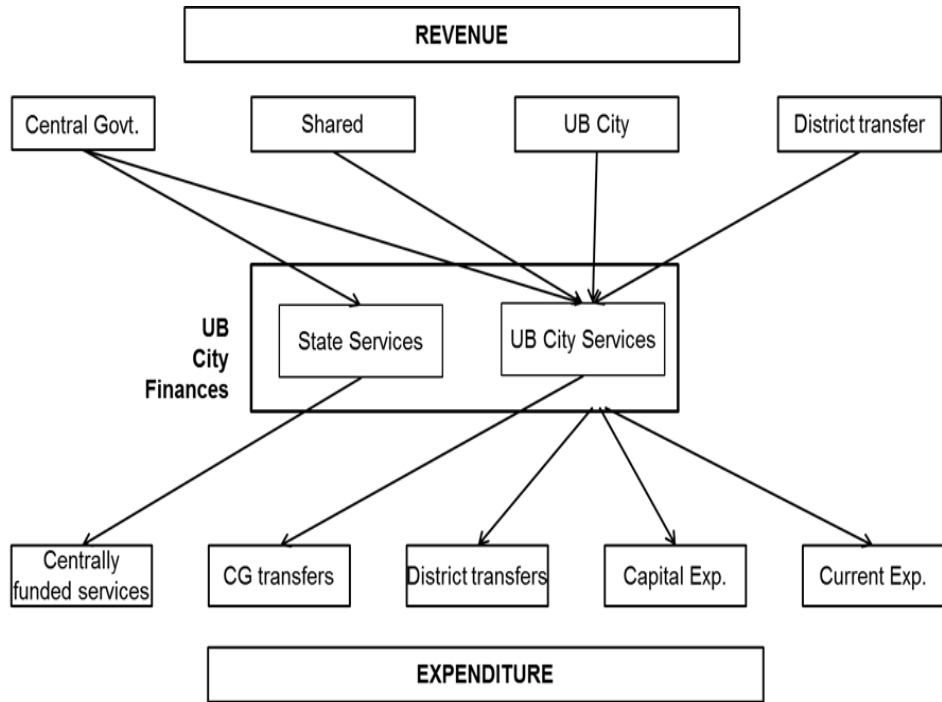 REVENUE
Central Govt.
Shared
UB City
District transfer
UB
City
Finances
State Services
UB City Services
Centrally
funded services
CG transfers
District transfers
Capital Exp.
Current Exp.
EXPENDITURE